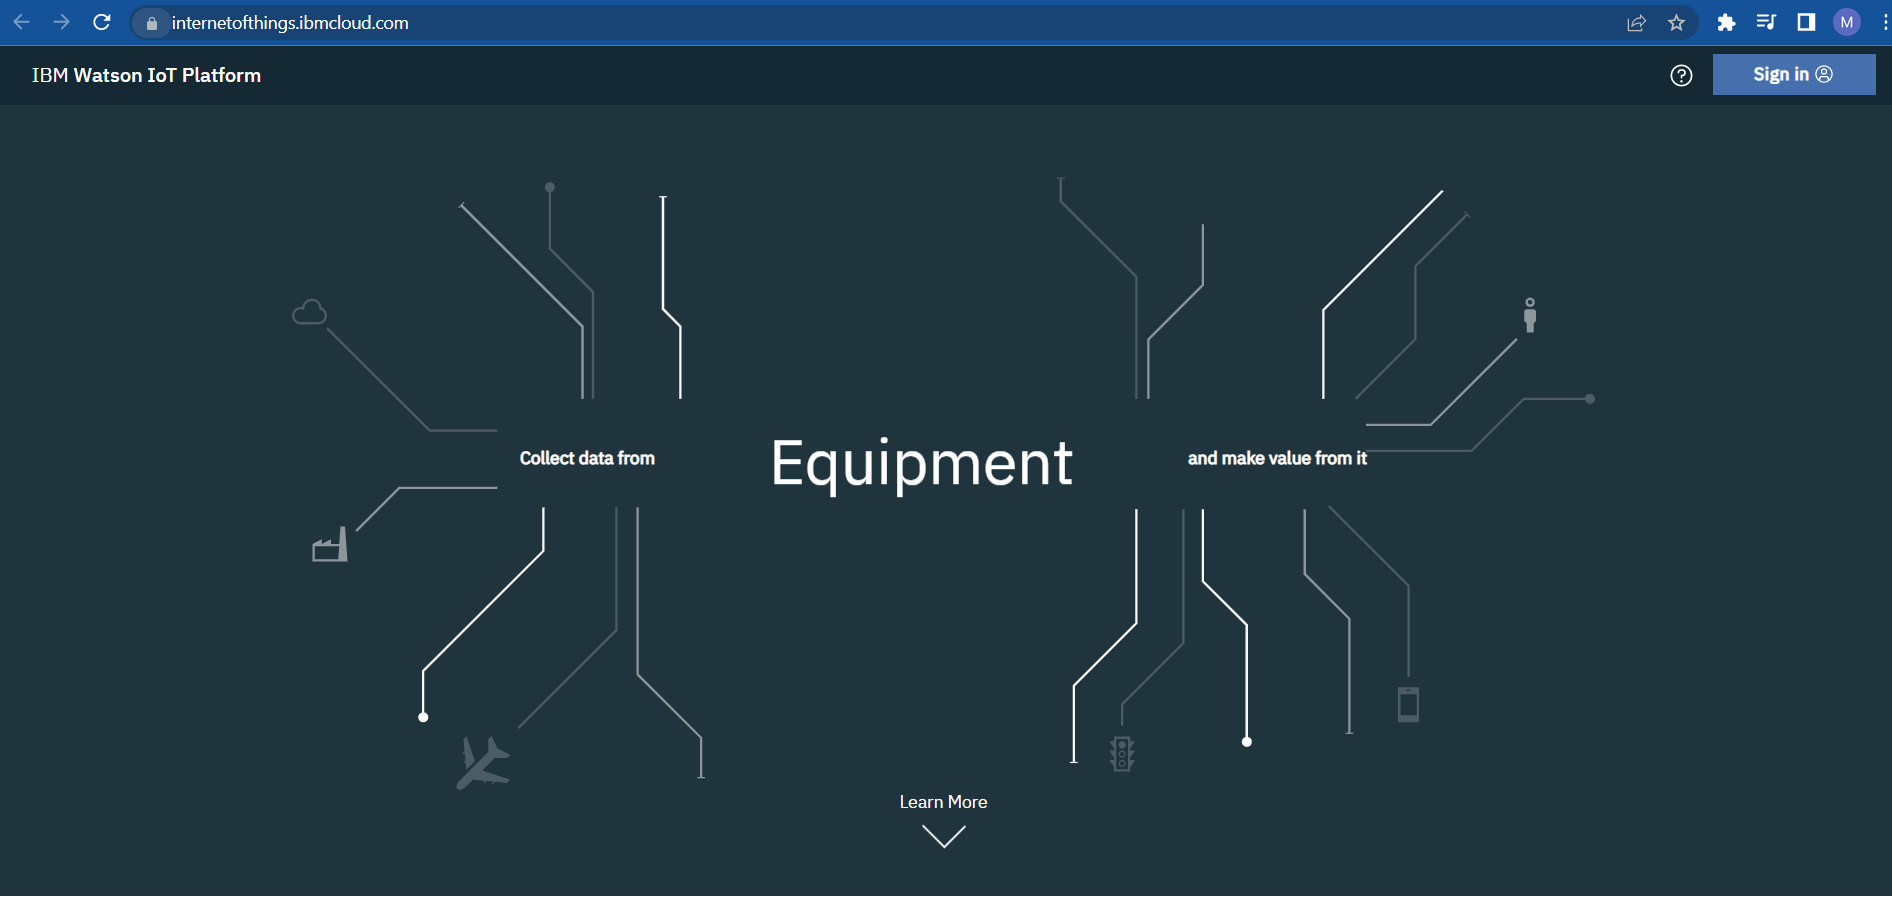 internetofthings.ibmcloud.com
M
IBM Watson IoT Platform
?
Sign in
Collect data from
Equipment
and make value from it
Learn More